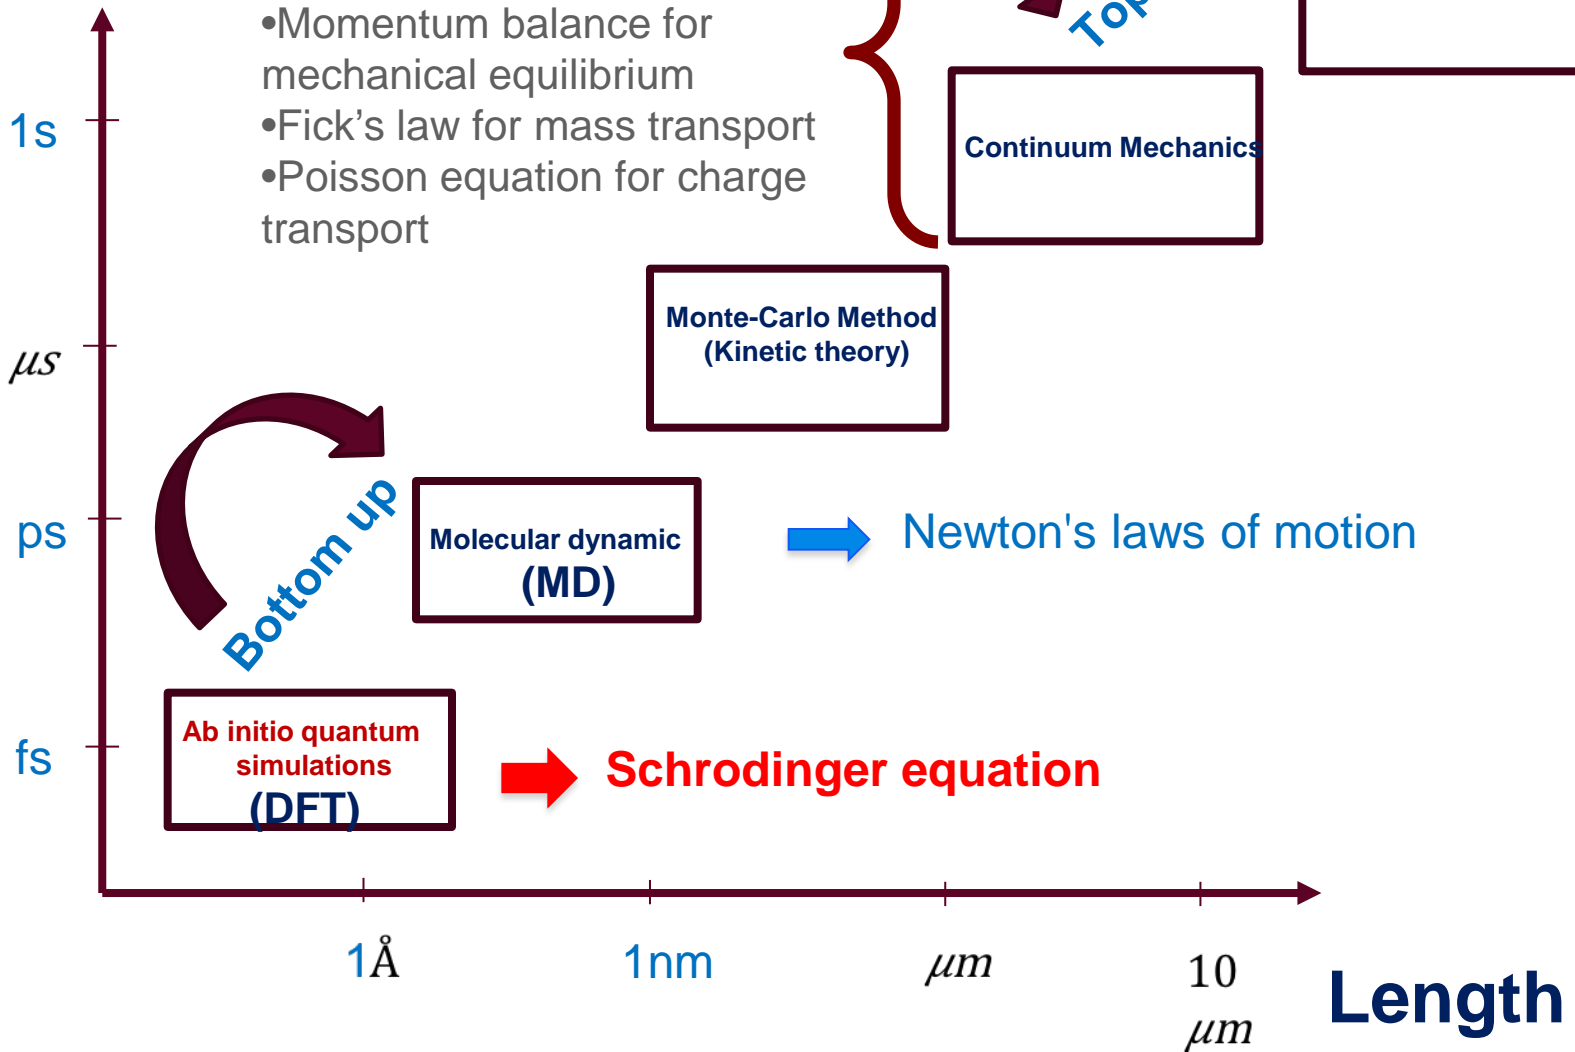 •Momentum balance for
mechanical equilibrium
•Fick's law for mass transport
•Poisson equation for charge
transport
Top
1s
Continuum Mechanics
Monte-Carlo Method
(Kinetic theory)
μs
Bottom up
ps
Molecular dynamic
(MD)
Newton's laws of motion
fs
Ab initio quantum
simulations
(DFT)
Schrodinger equation
1Å
1nm
μm
10
μm
Length